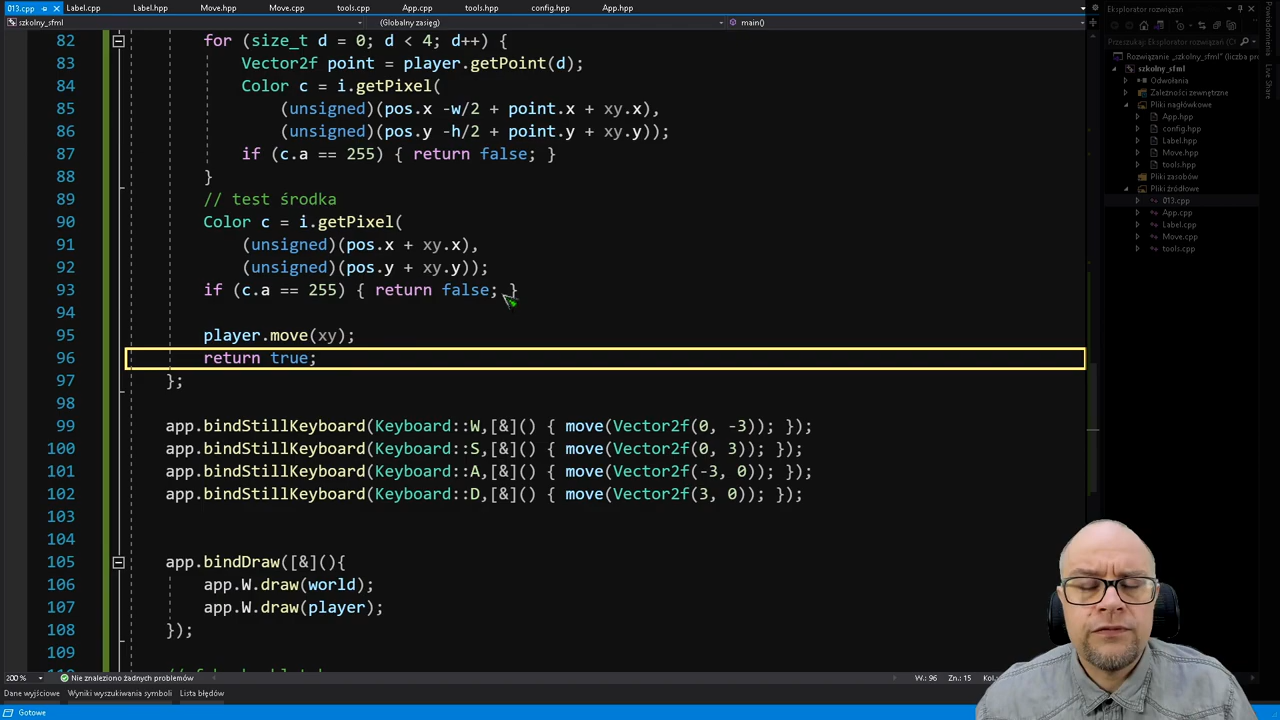 013.cpp
Label.cpp
Label.hpp
Move.hpp
Move.cpp
tools.cpp
App.cpp
tools.hpp
config.hpp
App.hpp
szkolny_sfml
(Globalny zasięg)
main()
82 for (size_t d = 0; d < 4; d++) {
83 Vector2f point = player.getPoint(d);
84 Color c = i.getPixel(
85 (unsigned)(pos.x -w/2 + point.x + xy.x),
86 (unsigned)(pos.y -h/2 + point.y + xy.y));
87 if (c.a == 255) { return false; }
88 }
89 // test środka
90 Color c = i.getPixel(
91 (unsigned)(pos.x + xy.x),
92 (unsigned)(pos.y + xy.y));
93 if (c.a == 255) { return false; }
94
95 player.move(xy);
96 return true;
97 };
98
99 app.bindStillKeyboard(Keyboard::W,[&]() { move(Vector2f(0, -3)); });
100 app.bindStillKeyboard(Keyboard::S,[&]() { move(Vector2f(0, 3)); });
101 app.bindStillKeyboard(Keyboard::A,[&]() { move(Vector2f(-3, 0)); });
102 app.bindStillKeyboard(Keyboard::D,[&]() { move(Vector2f(3, 0)); });
103
104
105 app.bindDraw([&](){
106 app.W.draw(world);
107 app.W.draw(player);
108 });
109
200 %
Nie znaleziono żadnych problemów
W.: 96
Zn.: 15
Dane wyjściowe
Wyniki wyszukiwania symboli
Lista błędów
Gotowe
Eksplorator rozwiązań
Przeszukaj: Eksplorator rozwiązań (Ct
Rozwiązanie „szkolny_sfml" (liczba pro
szkolny_sfml
Odwołania
Zależności zewnętrzne
Pliki nagłówkowe
App.hpp
config.hpp
Label.hpp
Move.hpp
tools.hpp
Pliki zasobów
Pliki źródłowe
013.cpp
App.cpp
Label.cpp
Move.cpp
tools.cpp
Powiadomienia
Live Share